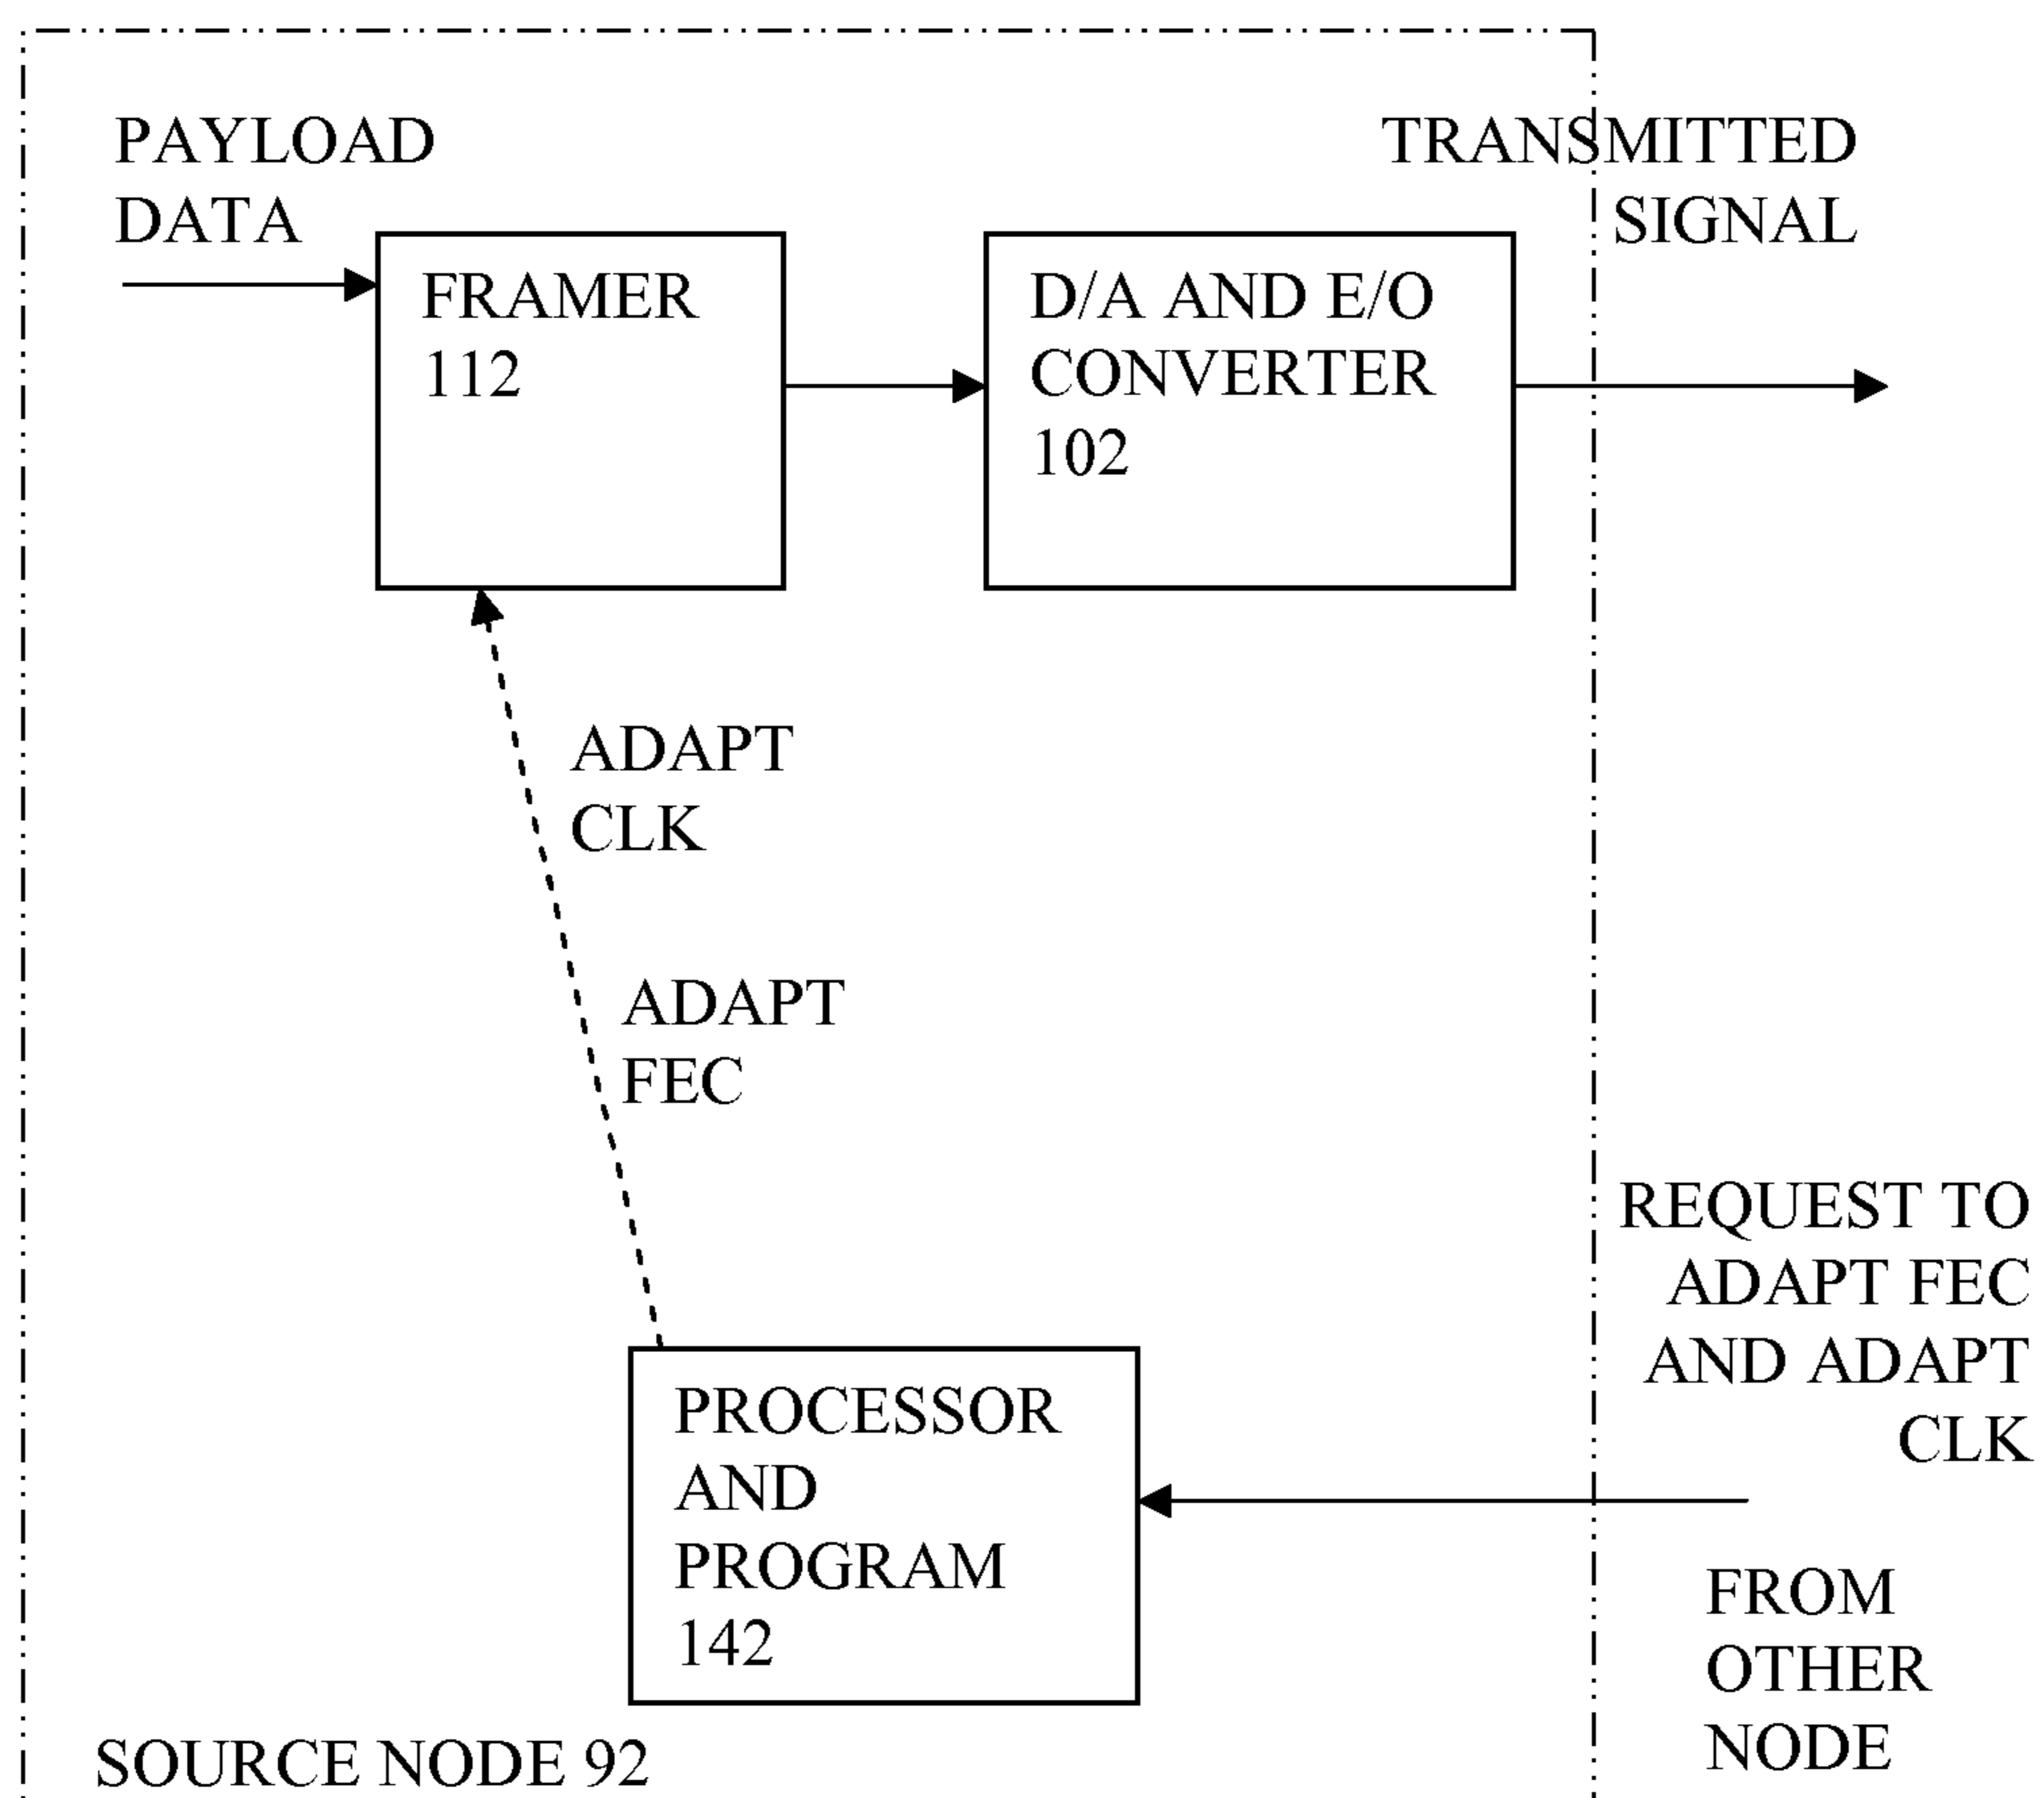 PAYLOAD
DATA
TRANSMITTED
SIGNAL
FRAMER
112
D/A AND E/O
CONVERTER
102
ADAPT
CLK
ADAPT
FEC
REQUEST TO
ADAPT FEC
AND ADAPT
CLK
PROCESSOR
AND
PROGRAM
142
FROM
OTHER
NODE
SOURCE NODE 92